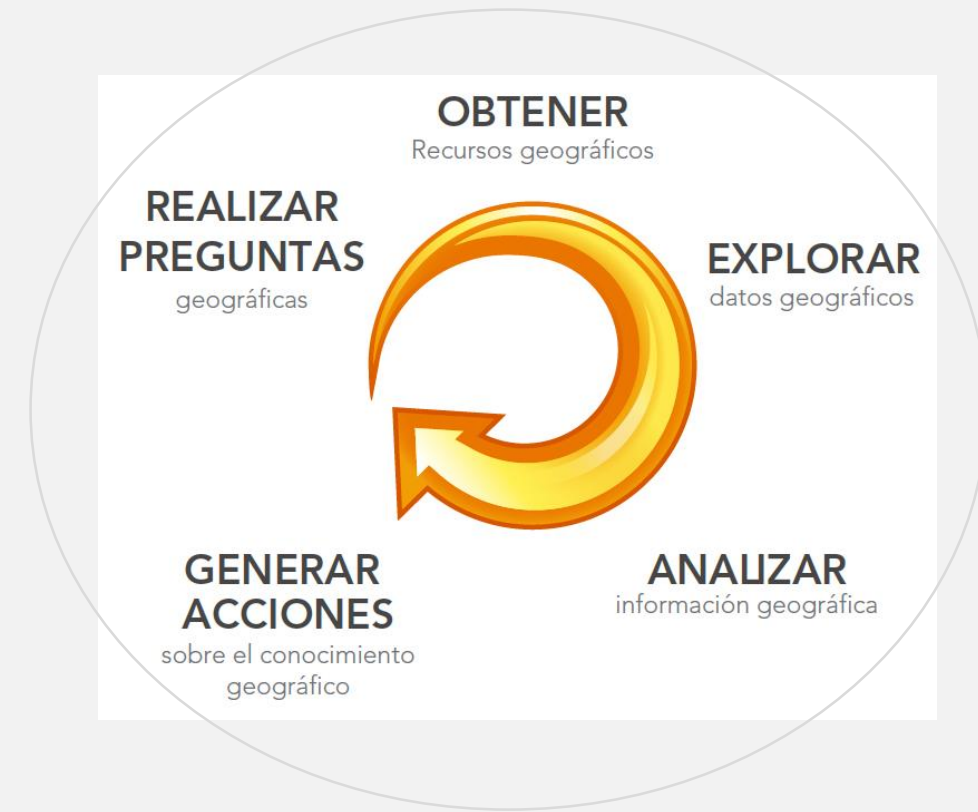 OBTENER
Recursos geográficos
REALIZAR
PREGUNTAS
geográficas
EXPLORAR
datos geográficos
ANALIZAR
información geográfica
GENERAR
ACCIONES
sobre el conocimiento
geográfico